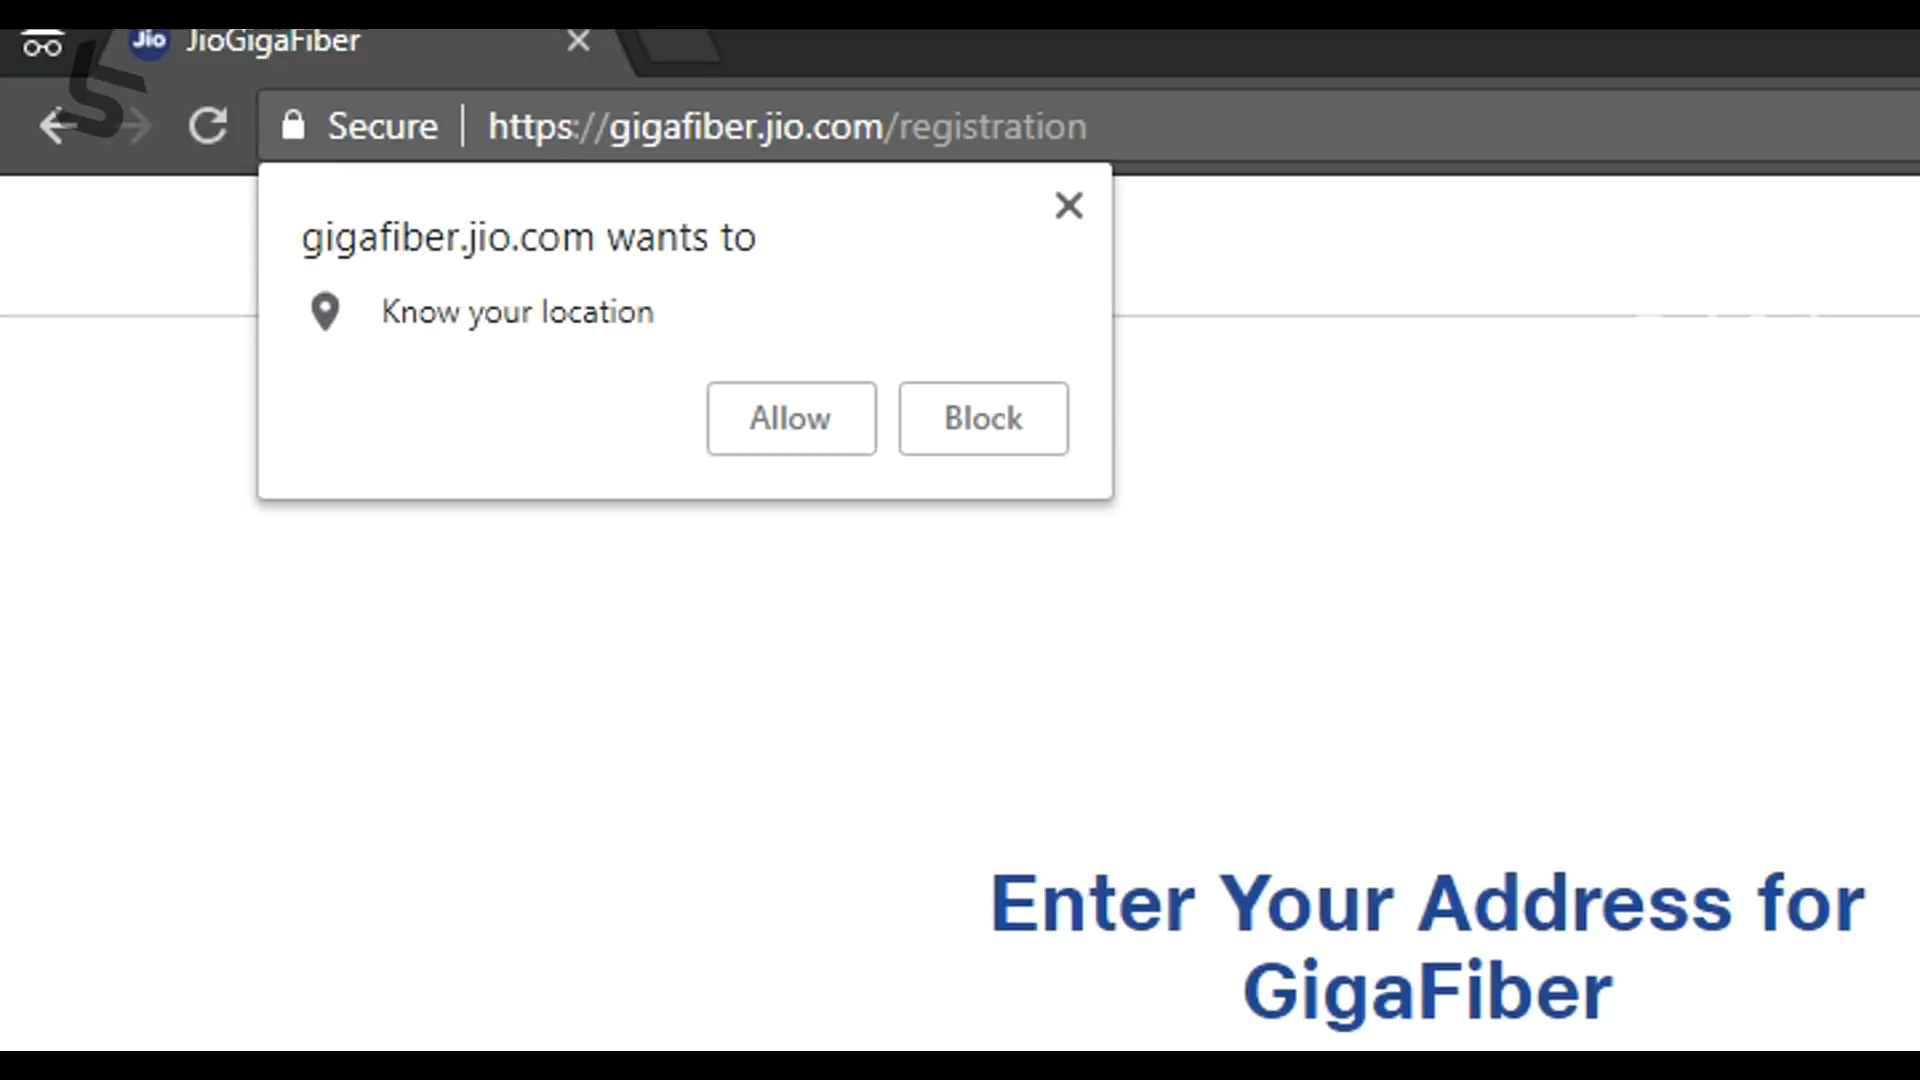 Jio JioGigaFiber
Secure | https://gigafiber.jio.com/registration
gigafiber.jio.com wants to
Know your location
Allow Block
Enter Your Address for
GigaFiber